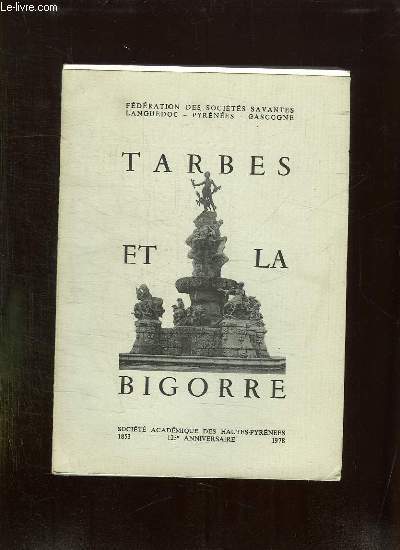 Le-livre.com
FÉDÉRATION DES SOCIÉTÉS SAVANTES
LANGUEDOC - PYRÉNÉES GASCOGNE
TARBES
ET LA
BIGORRE
SOCIÉTÉ ACADÉMIQUE DES HAUTES-PYRÉNÉES
1853 125e ANNIVERSAIRE 1978